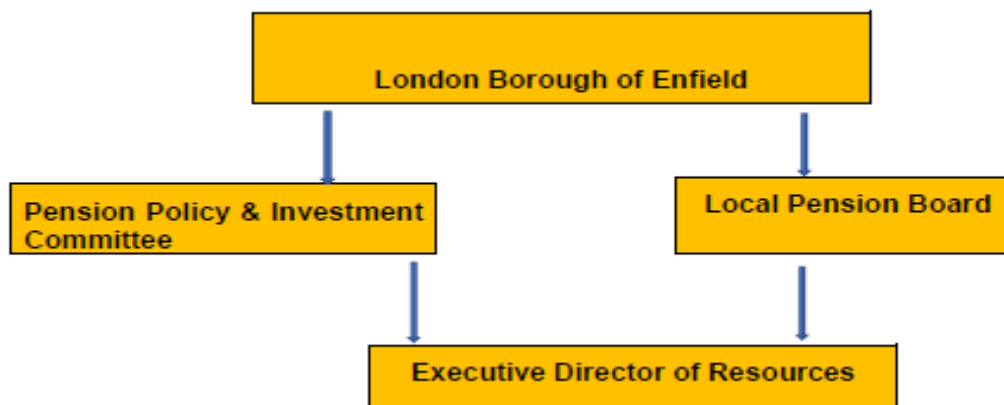 London Borough of Enfield
Pension Policy & Investment
Committee
Local Pension Board
Executive Director of Resources